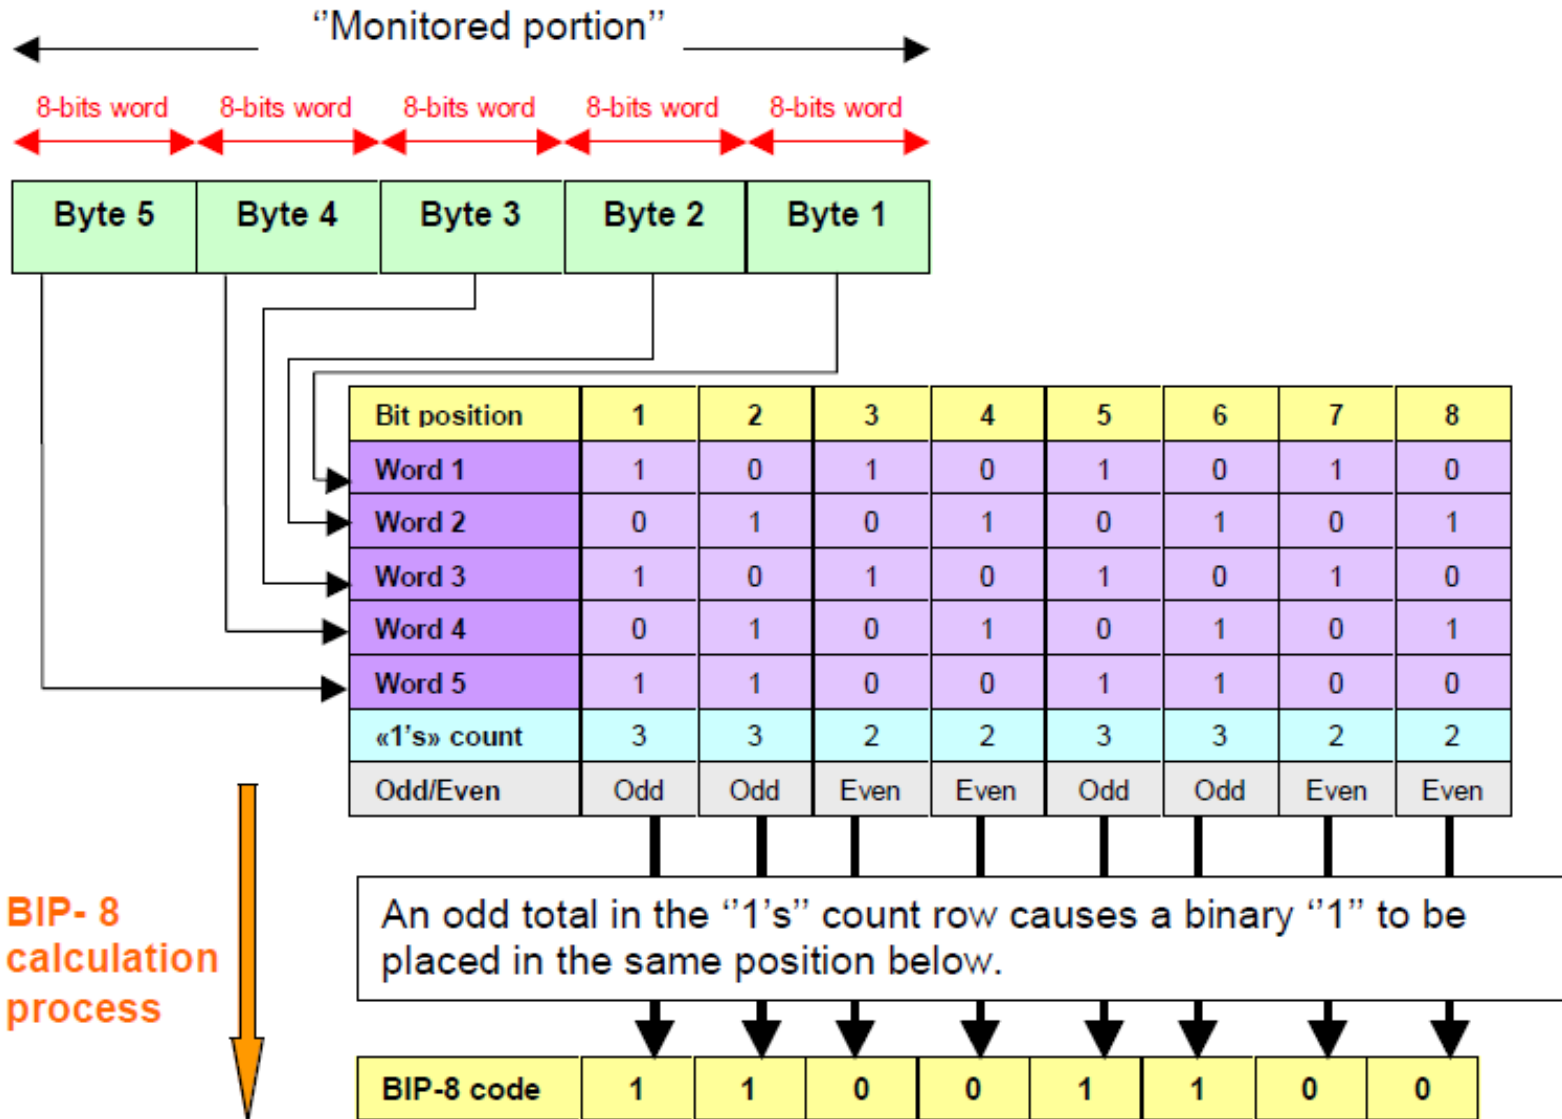 ‘’Monitored portion’’
8-bits word 8-bits word 8-bits word 8-bits word 8-bits word
Byte 5 Byte 4 Byte 3 Byte 2 Byte 1
Bit position 1 2 3 4 5 6 7 8
Word 1 1 0 1 0 1 0 1 0
Word 2 0 1 0 1 0 1 0 1
Word 3 1 0 1 0 1 0 1 0
Word 4 0 1 0 1 0 1 0 1
Word 5 1 1 0 0 1 1 0 0
«1's» count 3 3 2 2 3 3 2 2
Odd/Even Odd Odd Even Even Odd Odd Even Even
BIP- 8
calculation
process
An odd total in the ‘’1's’’ count row causes a binary ‘’1’’ to be
placed in the same position below.
BIP-8 code 1 1 0 0 1 1 0 0